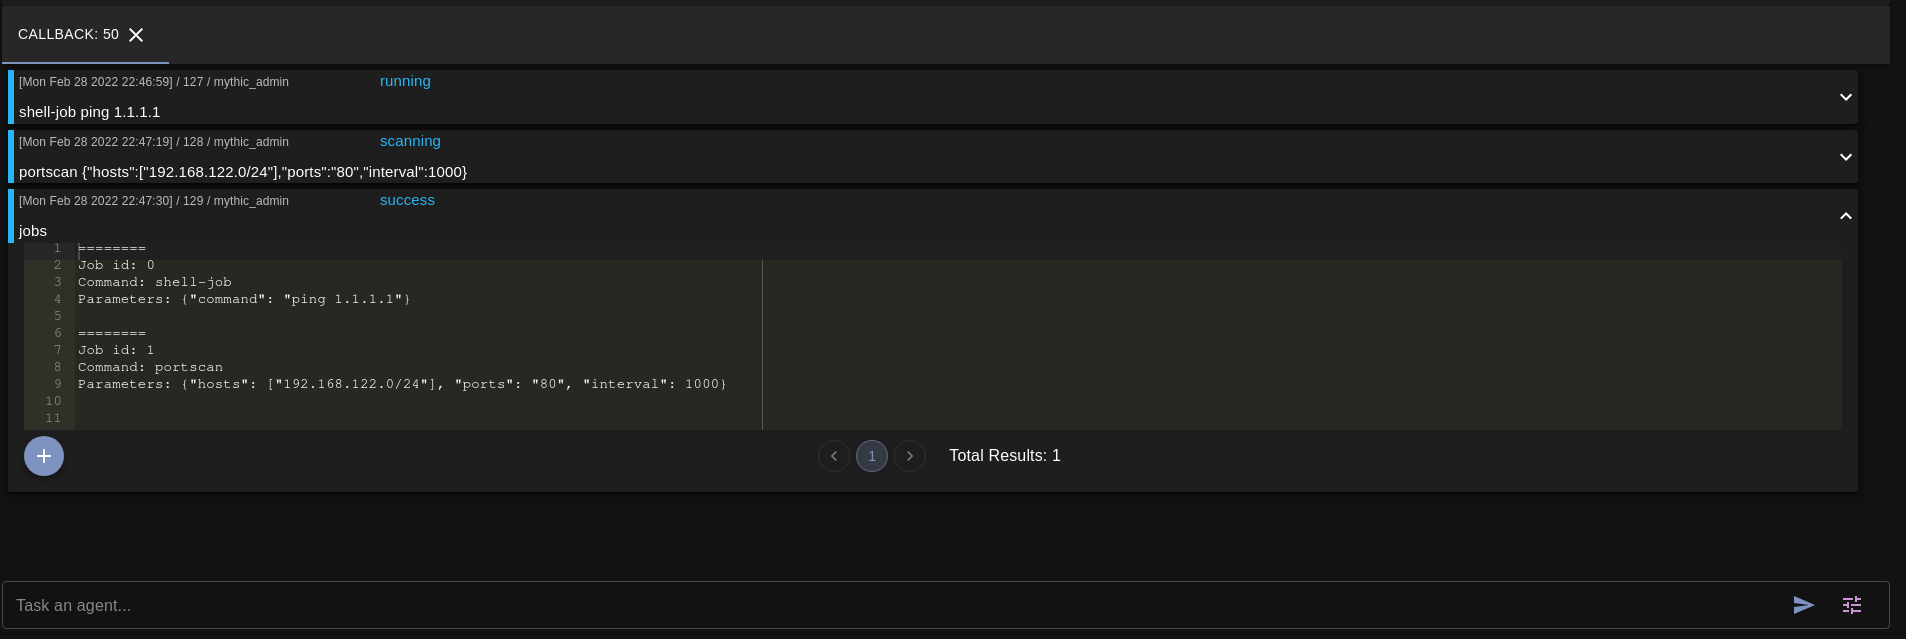 CALLBACK: 50
[Mon Feb 28 2022 22:46:59] / 127 / mythic_admin running
shell-job ping 1.1.1.1
[Mon Feb 28 2022 22:47:19] / 128 / mythic_admin scanning
portscan {"hosts":["192.168.122.0/24"],"ports":"80","interval":1000}
[Mon Feb 28 2022 22:47:30] / 129 / mythic_admin success
jobs
1 ========
2 Job id: 0
3 Command: shell-job
4 Parameters: {"command": "ping 1.1.1.1"}
5
6 ========
7 Job id: 1
8 Command: portscan
9 Parameters: {"hosts": ["192.168.122.0/24"], "ports": "80", "interval": 1000}
10
11
1 Total Results: 1
Task an agent...